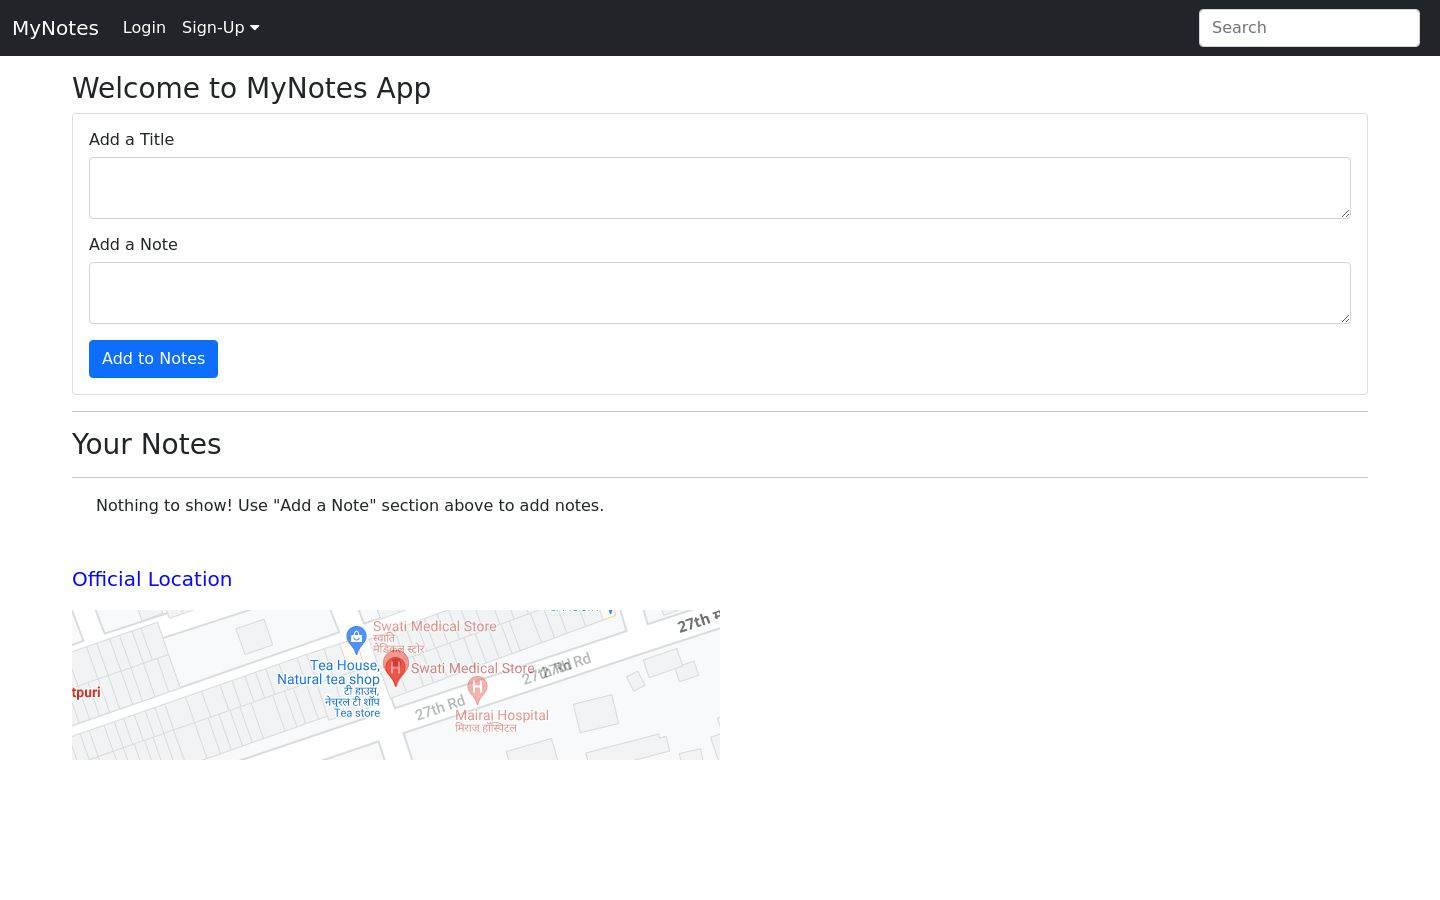 MyNotes Login Sign-Up Search
Welcome to MyNotes App
Add a Title
Add a Note
Add to Notes
Your Notes
Nothing to show! Use "Add a Note" section above to add notes.
Official Location
27th
Swati Medical Store
स्वाति
मेडिकल स्टोर
Tea House,
Natural tea shop
टी हाउस,
नेचुरल टी शॉप
Tea store
Swati Medical Store
27th Rd
27th Rd
tpuri
27th Rd
Mairaj Hospital
मिराज हॉस्पिटल